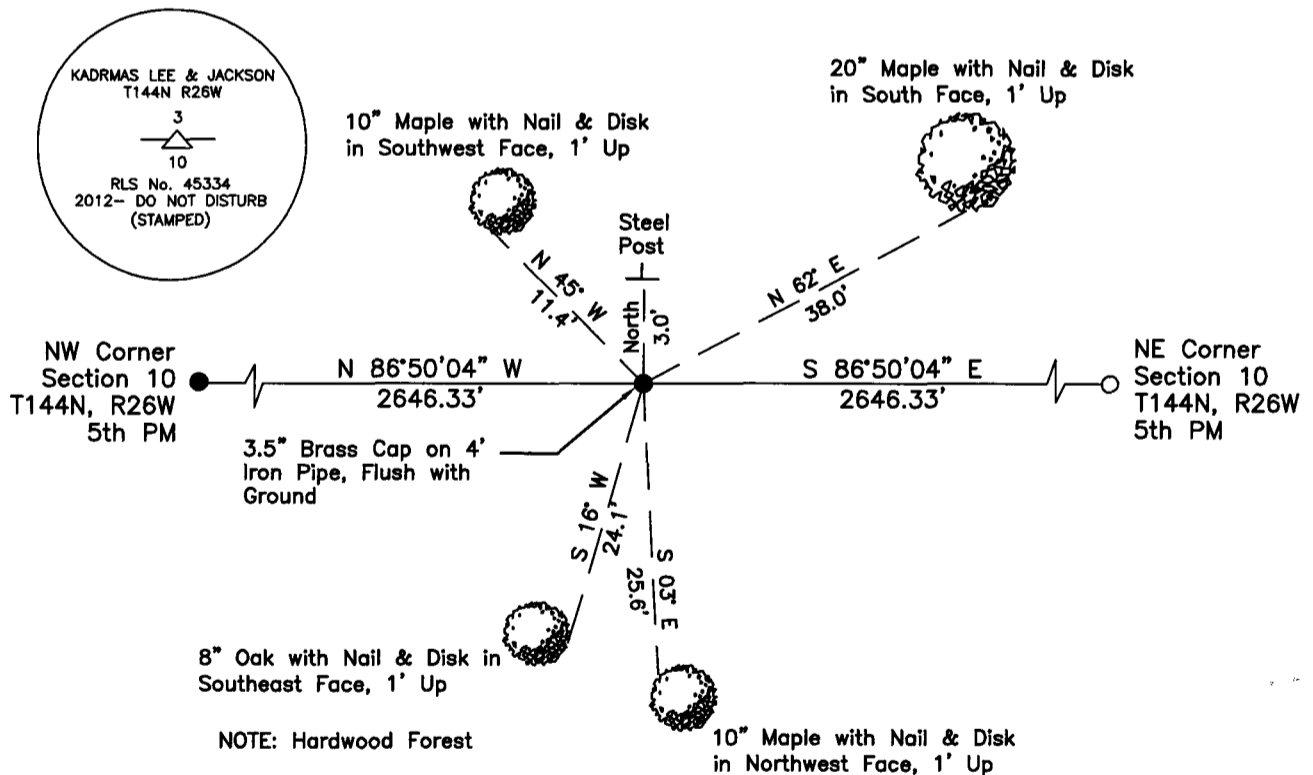 KADRMAS LEE & JACKSON
T144N R26W
3
10
RLS No. 45334
2012– DO NOT DISTURB
(STAMPED)
10" Maple with Nail & Disk
in Southwest Face, 1' Up
20" Maple with Nail & Disk
in South Face, 1' Up
Steel
Post
N 45° W
11.4'
North
3.0'
N 62° E
38.0'
NW Corner
Section 10
T144N, R26W
5th PM
N 86°50'04" W
2646.33'
S 86°50'04" E
2646.33'
NE Corner
Section 10
T144N, R26W
5th PM
3.5" Brass Cap on 4'
Iron Pipe, Flush with
Ground
S 16° W
24.1'
S 03° E
25.6'
8" Oak with Nail & Disk in
Southeast Face, 1' Up
NOTE: Hardwood Forest
10" Maple with Nail & Disk
in Northwest Face, 1' Up